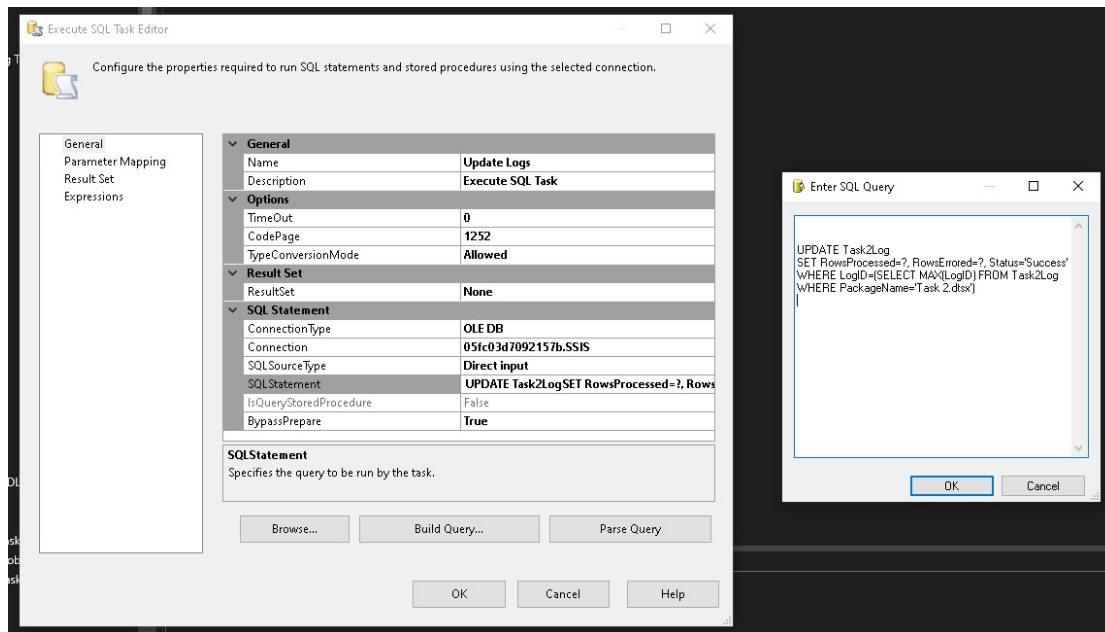 Execute SQL Task Editor
Configure the properties required to run SQL statements and stored procedures using the selected connection.
General
Parameter Mapping
Result Set
Expressions
General
Name Update Logs
Description Execute SQL Task
Options
TimeOut 0
CodePage 1252
TypeConversionMode Allowed
Result Set
ResultSet None
SQL Statement
ConnectionType OLE DB
Connection 05fc03d7092157b.SSIS
SQLSourceType Direct input
SQLStatement UPDATE Task2LogSET RowsProcessed=?, Rows
IsQueryStoredProcedure False
BypassPrepare True
SQLStatement
Specifies the query to be run by the task.
Browse...
Build Query...
Parse Query
OK
Cancel
Help
Enter SQL Query
UPDATE Task2Log
SET RowsProcessed=?, RowsErrored=?, Status='Success'
WHERE LogID=(SELECT MAX(LogID) FROM Task2Log
WHERE PackageName='Task 2.dtsx')
OK
Cancel